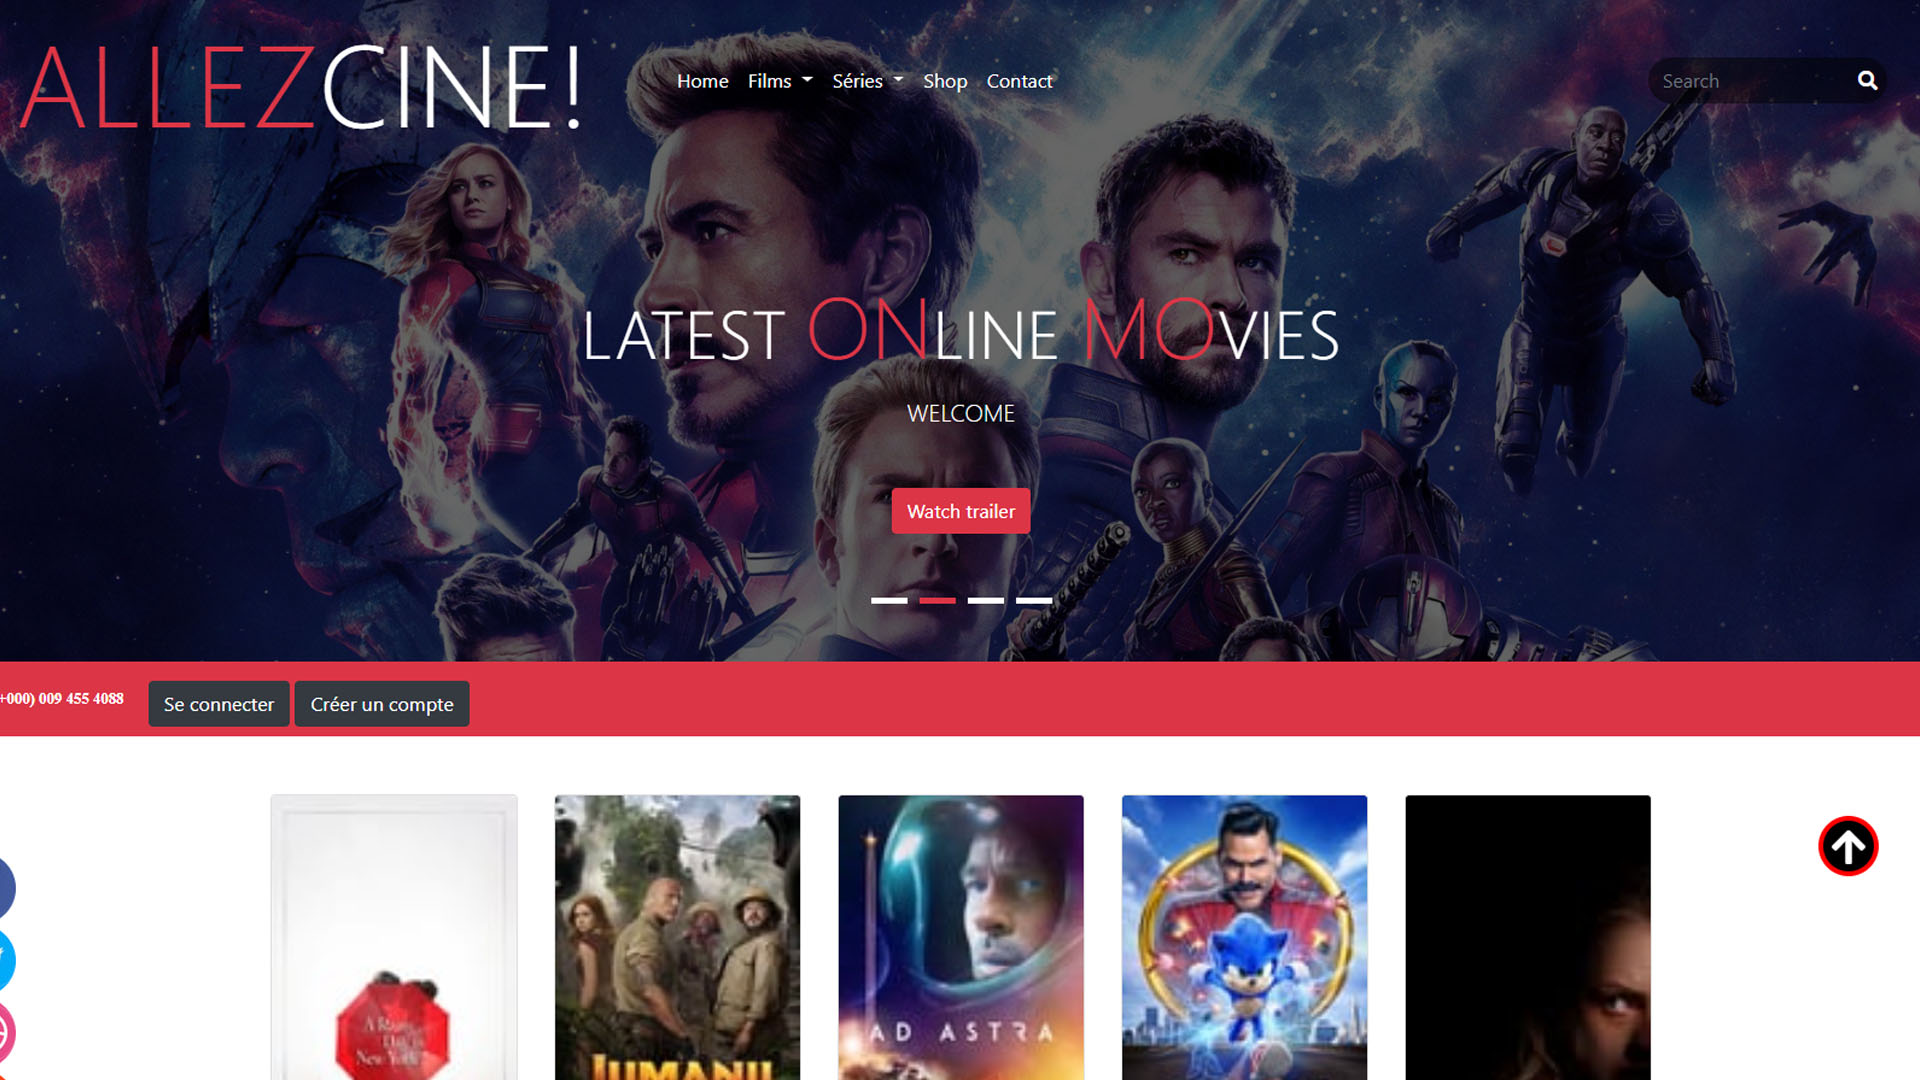 ALLEZCINE!
Home Films Séries Shop Contact
Search
LATEST ONLINE MOVIES
WELCOME
Watch trailer
+000) 009 455 4088
Se connecter
Créer un compte
A Rainy
Day in
New York
JUMANJI
AD ASTRA